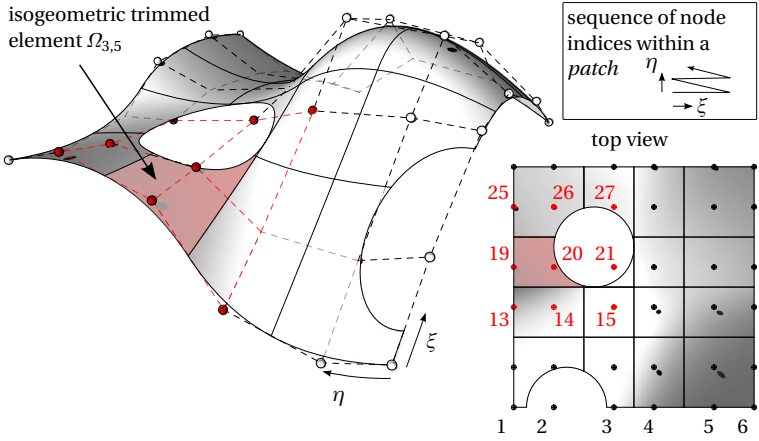 isogeometric trimmed
element Ω3,5
sequence of node
indices within a
patch
η
ξ
top view
25 26 27
19 20 21
13 14 15
1 2 3 4 5 6
ξ
η